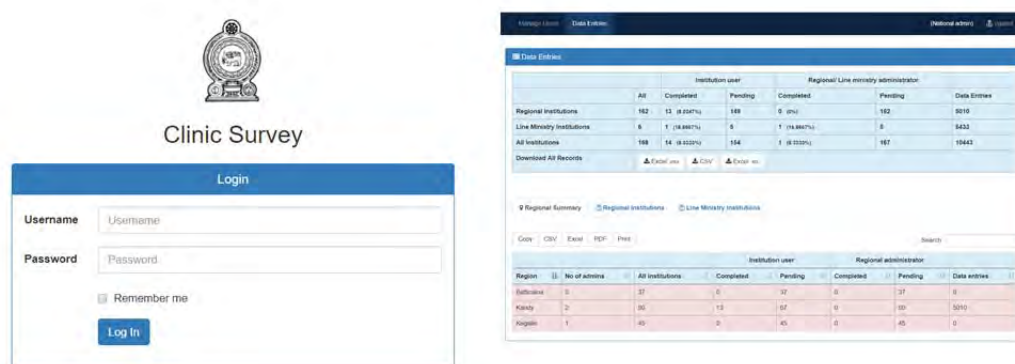 Clinic Survey
Login
Username Username
Password Password
Remember me
Log In
Manage Users Data Entries (National admin)
Data Entries
Institution user Regional/ Line ministry administrator
All Completed Pending Completed Pending Data Entries
Regional Institutions 162 13 149 0 (0%) 162 5010
Line Ministry Institutions 6 1 5 1 5 5433
All Institutions 168 14 154 1 167 10443
Download All Records Excel CSV Excel
Regional Summary Regional Institutions Line Ministry Institutions
Copy CSV Excel PDF Print Search
Institution user Regional administrator
Region No of admins All institutions Completed Pending Completed Pending Data entries
37 0 37 0 37 0
Kandy 2 80 13 67 0 80 5010
Kegalle 1 45 0 45 0 45 0